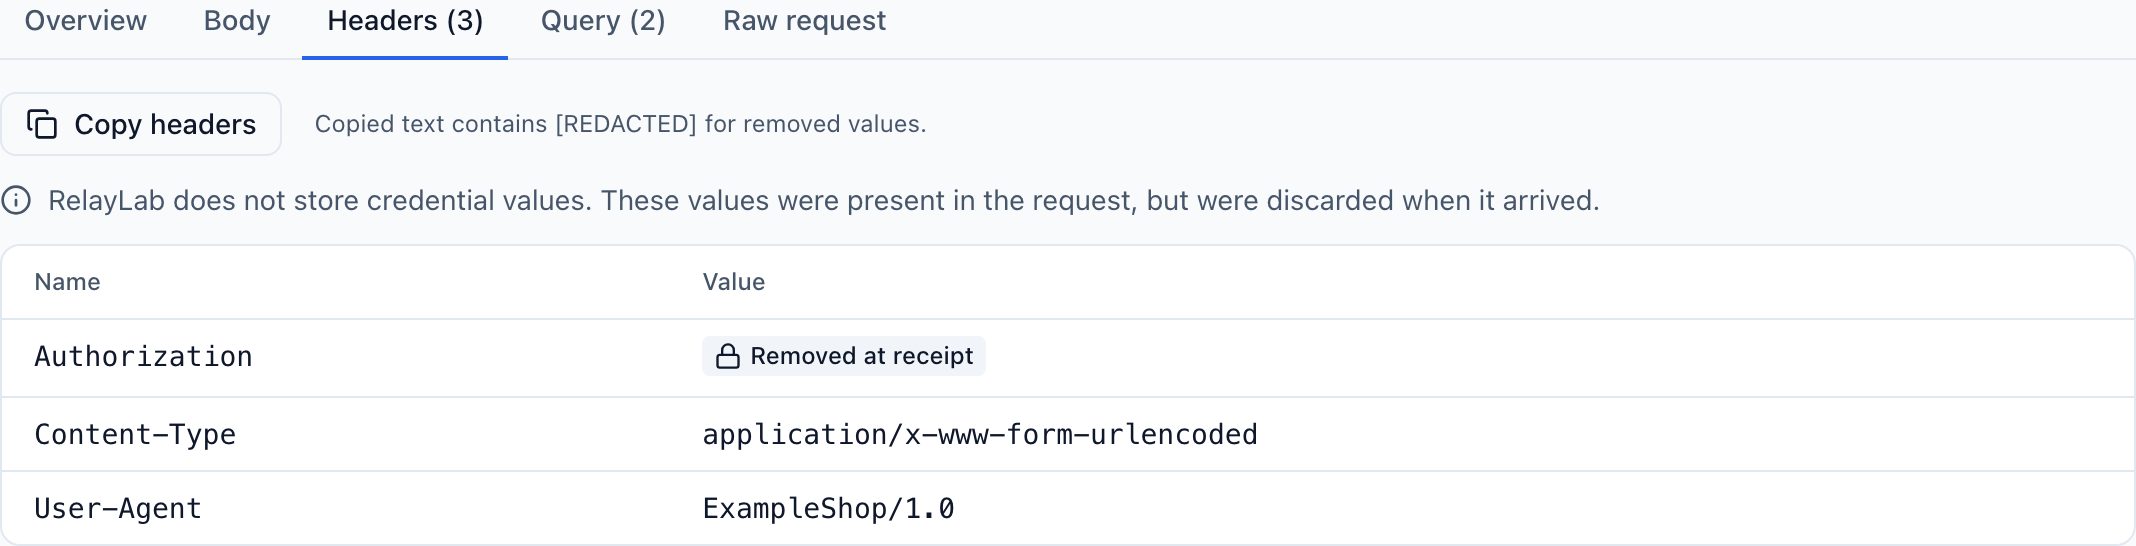 Overview Body Headers (3) Query (2) Raw request
Copy headers Copied text contains [REDACTED] for removed values.
RelayLab does not store credential values. These values were present in the request, but were discarded when it arrived.
Name Value
Authorization Removed at receipt
Content-Type application/x-www-form-urlencoded
User-Agent ExampleShop/1.0